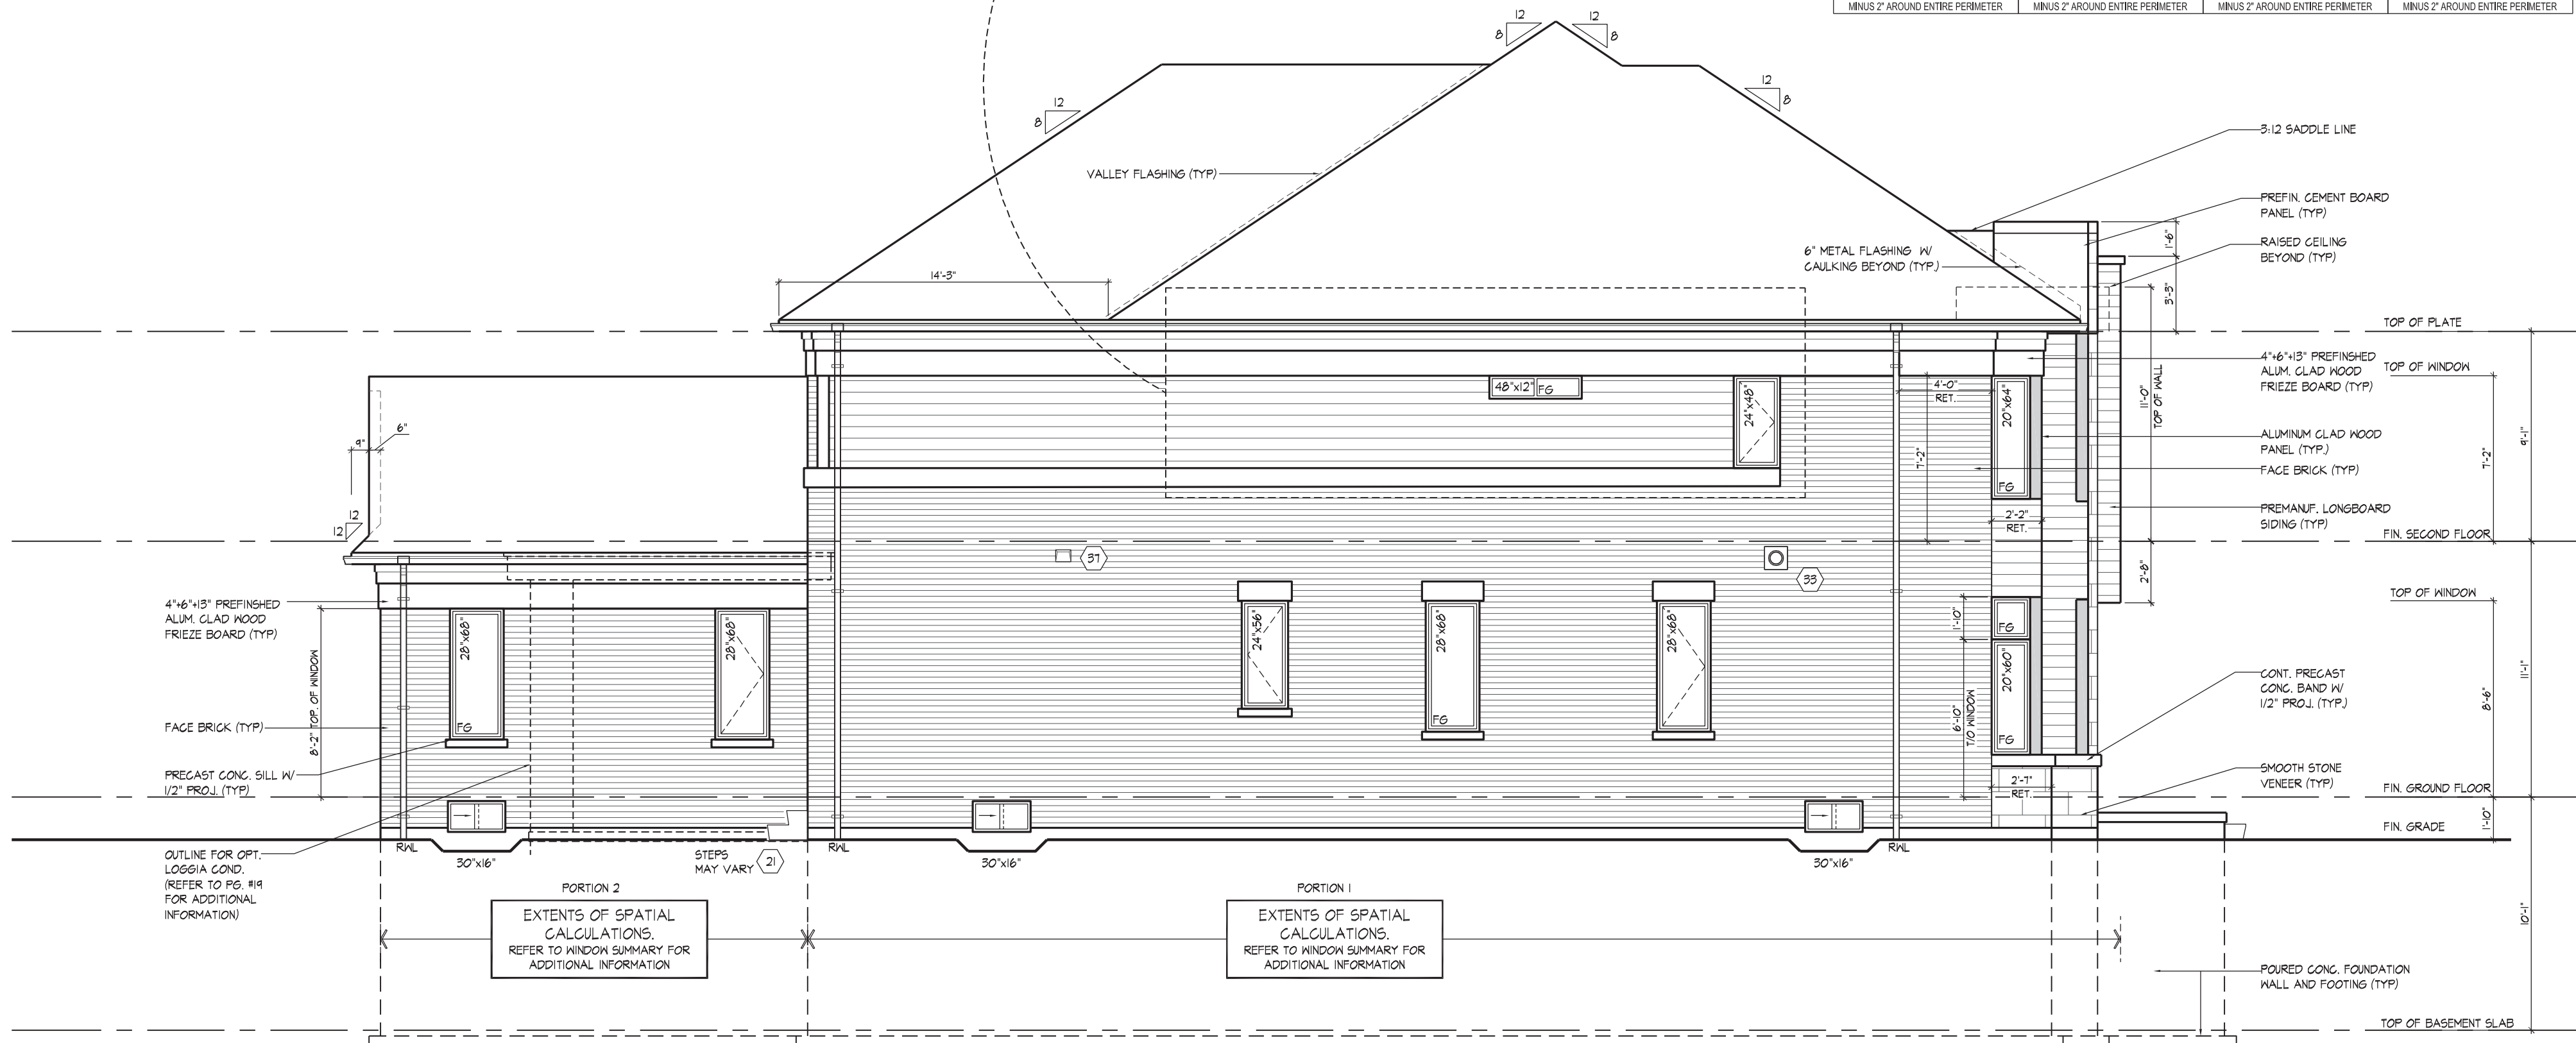 MINUS 2" AROUND ENTIRE PERIMETER
MINUS 2" AROUND ENTIRE PERIMETER
MINUS 2" AROUND ENTIRE PERIMETER
MINUS 2" AROUND ENTIRE PERIMETER
12
8
12
8
12
8
12
8
3:12 SADDLE LINE
VALLEY FLASHING (TYP)
PREFIN. CEMENT BOARD
PANEL (TYP)
1'-6"
RAISED CEILING
BEYOND (TYP)
6" METAL FLASHING W/
CAULKING BEYOND (TYP.)
14'-3"
3'-3"
TOP OF PLATE
4"+6"+13" PREFINSHED
ALUM. CLAD WOOD
FRIEZE BOARD (TYP)
TOP OF WINDOW
48"x12"
FG
24"x48"
4'-0"
RET.
20"x64"
FG
11'-0"
TOP OF WALL
9'-1"
7'-2"
7'-2"
9"
6"
ALUMINUM CLAD WOOD
PANEL (TYP.)
FACE BRICK (TYP)
PREMANUF. LONGBOARD
SIDING (TYP)
12
12
2'-2"
RET.
FIN. SECOND FLOOR
37
33
2'-8"
4"+6"+13" PREFINSHED
ALUM. CLAD WOOD
FRIEZE BOARD (TYP)
TOP OF WINDOW
28"x68"
FG
28"x68"
24"x56"
28"x68"
FG
28"x68"
1'-10"
FG
20"x60"
FG
6'-10"
T/O WINDOW
8'-2" TOP. OF WINDOW
11'-1"
8'-6"
CONT. PRECAST
CONC. BAND W/
1/2" PROJ. (TYP.)
FACE BRICK (TYP)
PRECAST CONC. SILL W/
1/2" PROJ. (TYP)
2'-7"
RET.
SMOOTH STONE
VENEER (TYP)
FIN. GROUND FLOOR
1'-10"
FIN. GRADE
OUTLINE FOR OPT.
LOGGIA COND.
(REFER TO PG. #19
FOR ADDITIONAL
INFORMATION)
RWL
30"x16"
STEPS
MAY VARY
21
RWL
30"x16"
30"x16"
RWL
PORTION 2
EXTENTS OF SPATIAL
CALCULATIONS.
REFER TO WINDOW SUMMARY FOR
ADDITIONAL INFORMATION
PORTION 1
EXTENTS OF SPATIAL
CALCULATIONS.
REFER TO WINDOW SUMMARY FOR
ADDITIONAL INFORMATION
10'-1"
POURED CONC. FOUNDATION
WALL AND FOOTING (TYP)
TOP OF BASEMENT SLAB